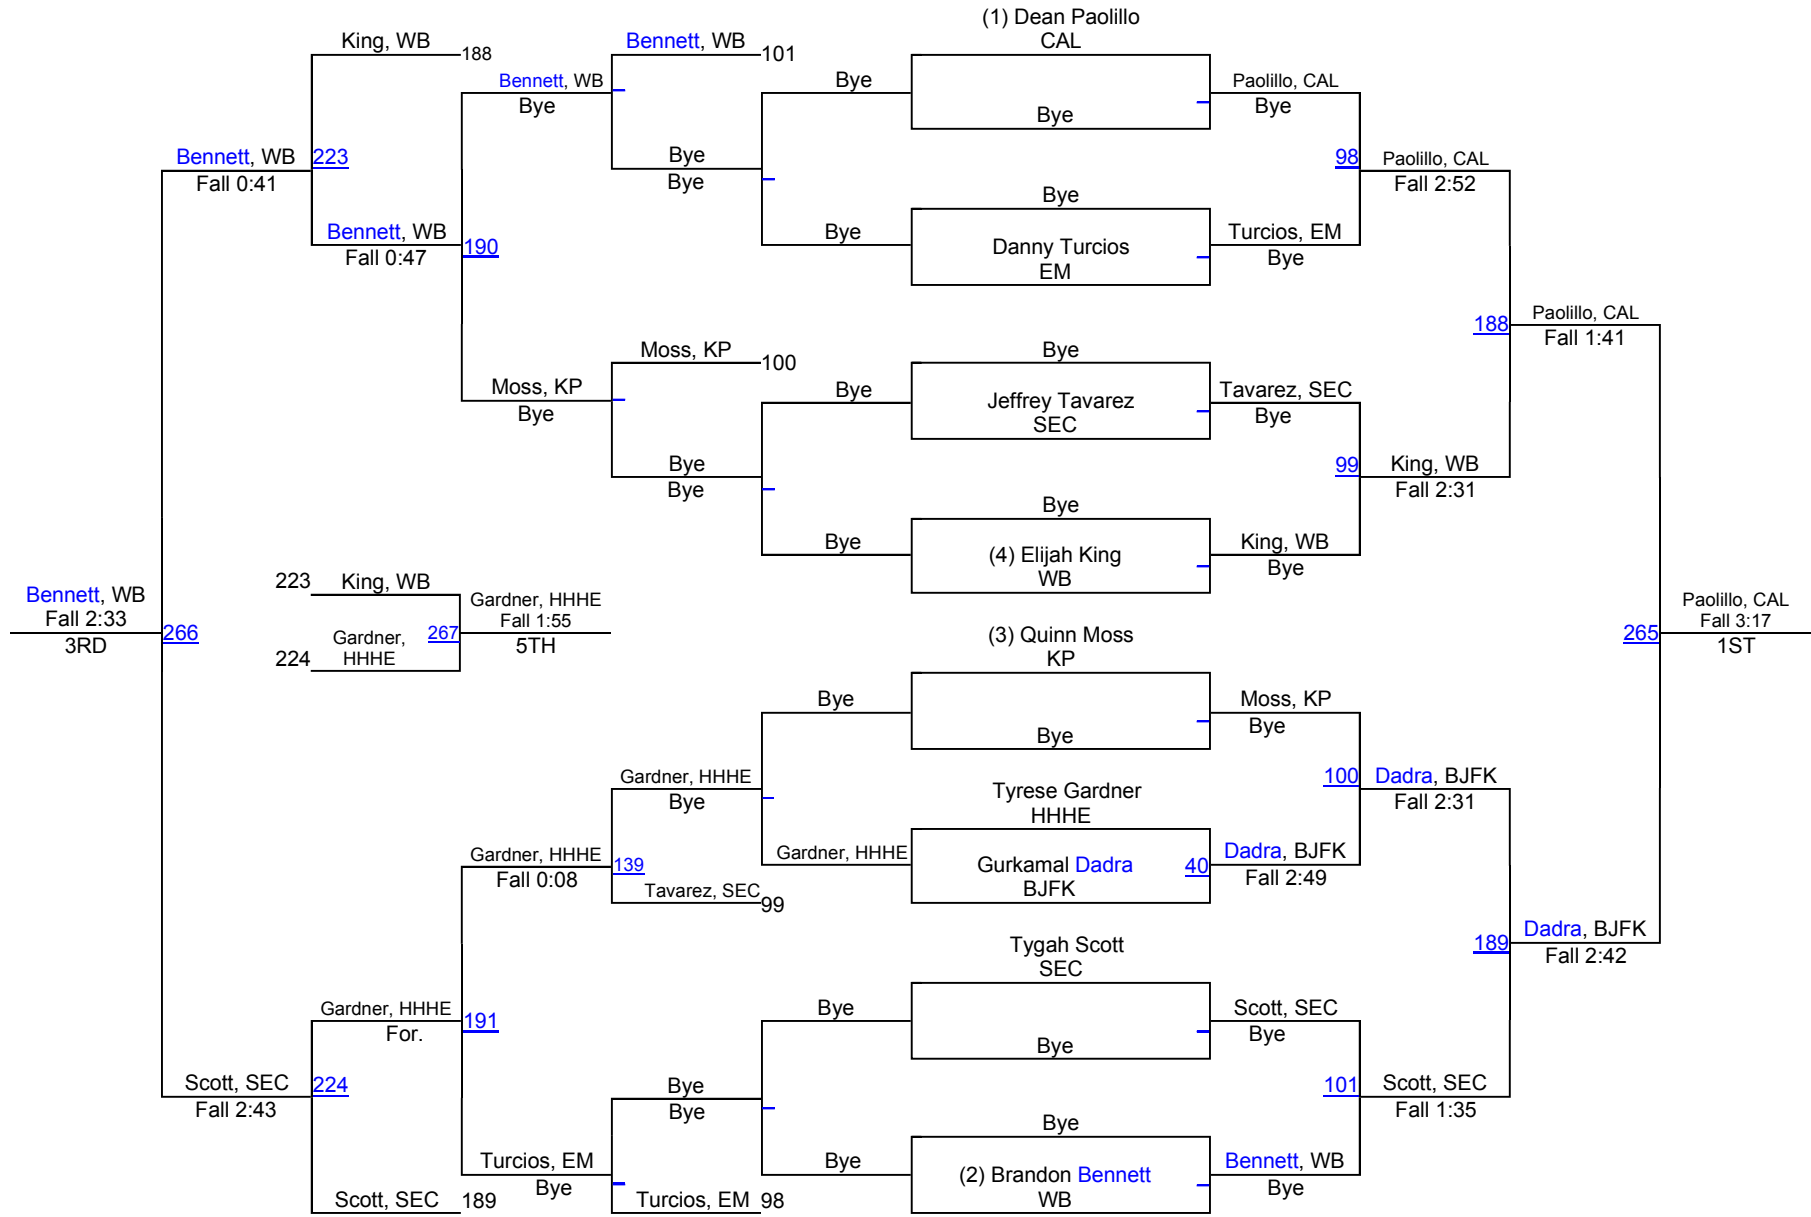 (1) Dean Paolillo
CAL
King, WB
188
Bennett, WB
101
Bennett, WB
Bye
Bye
Bye
Paolillo, CAL
Bye
Bennett, WB
Fall 0:41
223
Bye
Bye
98
Paolillo, CAL
Fall 2:52
Bye
Bennett, WB
Fall 0:47
190
Bye
Danny Turcios
EM
Turcios, EM
Bye
188
Paolillo, CAL
Fall 1:41
Moss, KP
100
Bye
Moss, KP
Bye
Bye
Jeffrey Tavarez
SEC
Tavarez, SEC
Bye
Bye
Bye
99
King, WB
Fall 2:31
Bye
Bye
(4) Elijah King
WB
King, WB
Bye
Bennett, WB
Fall 2:33
3RD
266
223
King, WB
224
Gardner,
HHHE
267
Gardner, HHHE
Fall 1:55
5TH
265
Paolillo, CAL
Fall 3:17
1ST
(3) Quinn Moss
KP
Bye
Bye
Moss, KP
Bye
Gardner, HHHE
Bye
Tyrese Gardner
HHHE
100
Dadra, BJFK
Fall 2:31
Gardner, HHHE
Fall 0:08
139
Gardner, HHHE
Gurkamal Dadra
BJFK
40
Dadra, BJFK
Fall 2:49
Tavarez, SEC
99
Tygah Scott
SEC
189
Dadra, BJFK
Fall 2:42
Gardner, HHHE
For.
191
Bye
Bye
Scott, SEC
Bye
Scott, SEC
Fall 2:43
224
Bye
Bye
101
Scott, SEC
Fall 1:35
Bye
Turcios, EM
Bye
Bye
(2) Brandon Bennett
WB
Bennett, WB
Bye
Scott, SEC
189
Turcios, EM
98